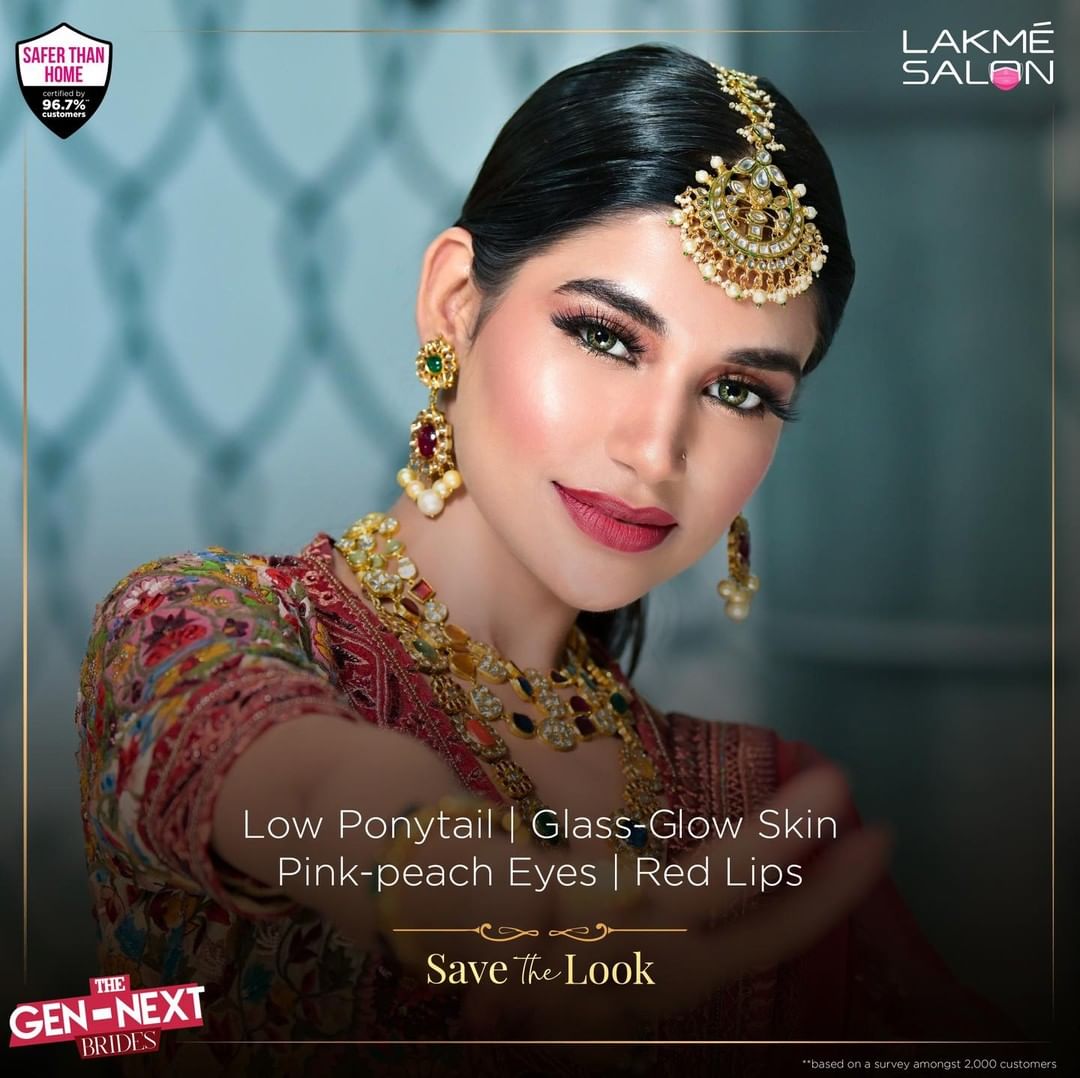 SAFER THAN
HOME
certified by
96.7%**
customers
LAKMÉ
SALON
Low Ponytail | Glass-Glow Skin
Pink-peach Eyes | Red Lips
Save the Look
THE
GEN-NEXT
BRIDES
**based on a survey amongst 2,000 customers